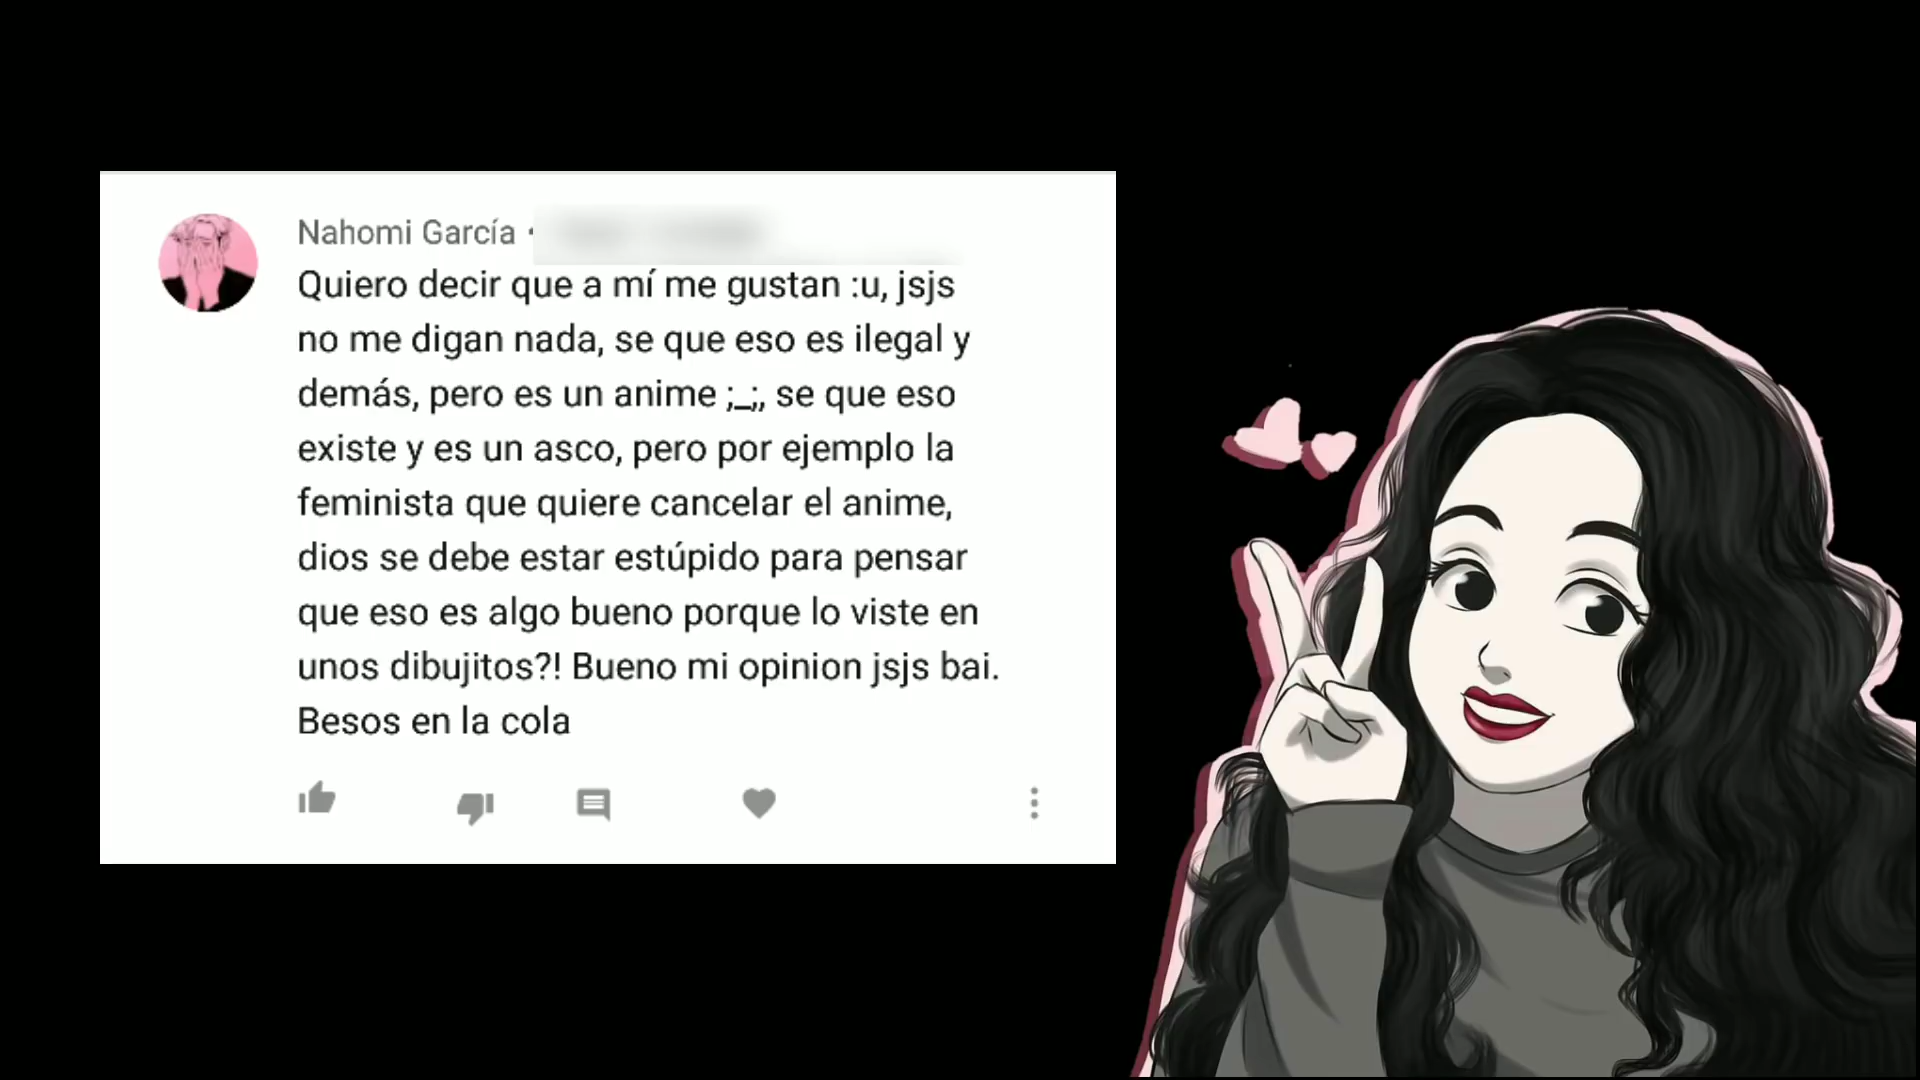 Nahomi García •
Quiero decir que a mí me gustan :u, jsjs
no me digan nada, se que eso es ilegal y
demás, pero es un anime ;_;, se que eso
existe y es un asco, pero por ejemplo la
feminista que quiere cancelar el anime,
dios se debe estar estúpido para pensar
que eso es algo bueno porque lo viste en
unos dibujitos?! Bueno mi opinion jsjs bai.
Besos en la cola